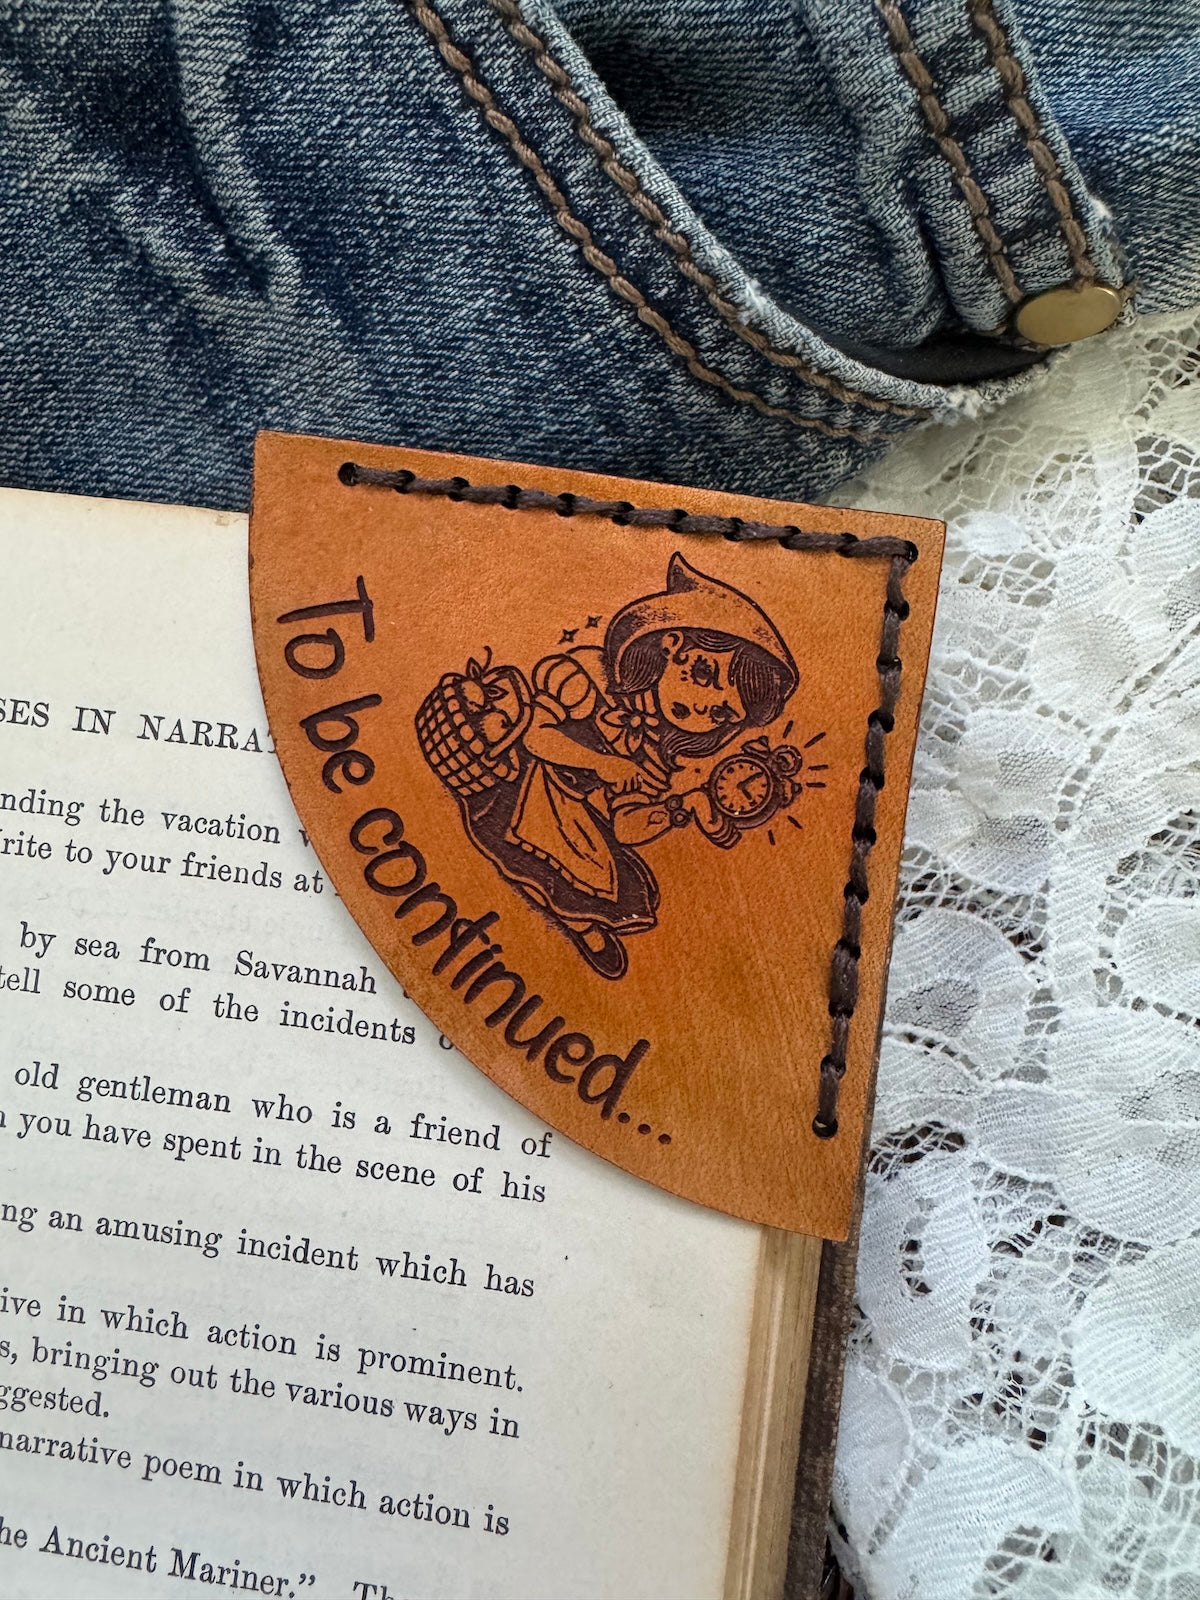 To be continued...
SES IN NARRA
nding the vacation
rite to your friends at
by sea from Savannah
tell some of the incidents
old gentleman who is a friend of
you have spent in the scene of his
ng an amusing incident which has
ive in which action is prominent.
s, bringing out the various ways in
ggested.
narrative poem in which action is
he Ancient Mariner."